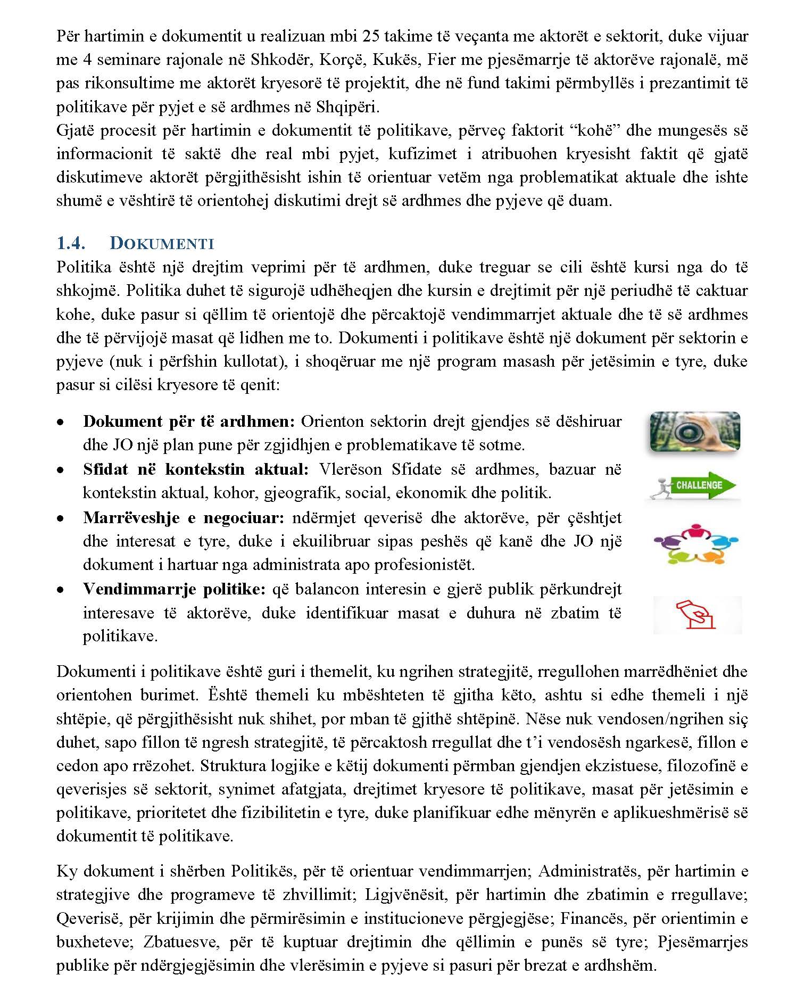 Për hartimin e dokumentit u realizuan mbi 25 takime të veçanta me aktorët e sektorit, duke vijuar
me 4 seminare rajonale në Shkodër, Korçë, Kukës, Fier me pjesëmarrje të aktorëve rajonalë, më
pas rikonsultime me aktorët kryesorë të projektit, dhe në fund takimi përmbyllës i prezantimit të
politikave për pyjet e së ardhmes në Shqipëri.
Gjatë procesit për hartimin e dokumentit të politikave, përveç faktorit “kohë” dhe mungesës së
informacionit të saktë dhe real mbi pyjet, kufizimet i atribuohen kryesisht faktit që gjatë
diskutimeve aktorët përgjithësisht ishin të orientuar vetëm nga problematikat aktuale dhe ishte
shumë e vështirë të orientohej diskutimi drejt së ardhmes dhe pyjeve që duam.
1.4. DOKUMENTI
Politika është një drejtim veprimi për të ardhmen, duke treguar se cili është kursi nga do të
shkojmë. Politika duhet të sigurojë udhëheqjen dhe kursin e drejtimit për një periudhë të caktuar
kohe, duke pasur si qëllim të orientojë dhe përcaktojë vendimmarrjet aktuale dhe të së ardhmes
dhe të përvijojë masat që lidhen me to. Dokumenti i politikave është një dokument për sektorin e
pyjeve (nuk i përfshin kullotat), i shoqëruar me një program masash për jetësimin e tyre, duke
pasur si cilësi kryesore të qenit:
• Dokument për të ardhmen: Orienton sektorin drejt gjendjes së dëshiruar
dhe JO një plan pune për zgjidhjen e problematikave të sotme.
• Sfidat në kontekstin aktual: Vlerëson Sfidate së ardhmes, bazuar në
kontekstin aktual, kohor, gjeografik, social, ekonomik dhe politik.
CHALLENGE
• Marrëveshje e negociuar: ndërmjet qeverisë dhe aktorëve, për çështjet
dhe interesat e tyre, duke i ekuilibruar sipas peshës që kanë dhe JO një
dokument i hartuar nga administrata apo profesionistët.
• Vendimmarrje politike: që balancon interesin e gjerë publik përkundrejt
interesave të aktorëve, duke identifikuar masat e duhura në zbatim të
politikave.
Dokumenti i politikave është guri i themelit, ku ngrihen strategjitë, rregullohen marrëdhëniet dhe
orientohen burimet. Është themeli ku mbështeten të gjitha këto, ashtu si edhe themeli i një
shtëpie, që përgjithësisht nuk shihet, por mban të gjithë shtëpinë. Nëse nuk vendosen/ngrihen siç
duhet, sapo fillon të ngresh strategjitë, të përcaktosh rregullat dhe t’i vendosësh ngarkesë, fillon e
cedon apo rrëzohet. Struktura logjike e këtij dokumenti përmban gjendjen ekzistuese, filozofinë e
qeverisjes së sektorit, synimet afatgjata, drejtimet kryesore të politikave, masat për jetësimin e
politikave, prioritetet dhe fizibilitetin e tyre, duke planifikuar edhe mënyrën e aplikueshmërisë së
dokumentit të politikave.
Ky dokument i shërben Politikës, për të orientuar vendimmarrjen; Administratës, për hartimin e
strategjive dhe programeve të zhvillimit; Ligjvënësit, për hartimin dhe zbatimin e rregullave;
Qeverisë, për krijimin dhe përmirësimin e institucioneve përgjegjëse; Financës, për orientimin e
buxheteve; Zbatuesve, për të kuptuar drejtimin dhe qëllimin e punës së tyre; Pjesëmarrjes
publike për ndërgjegjësimin dhe vlerësimin e pyjeve si pasuri për brezat e ardhshëm.